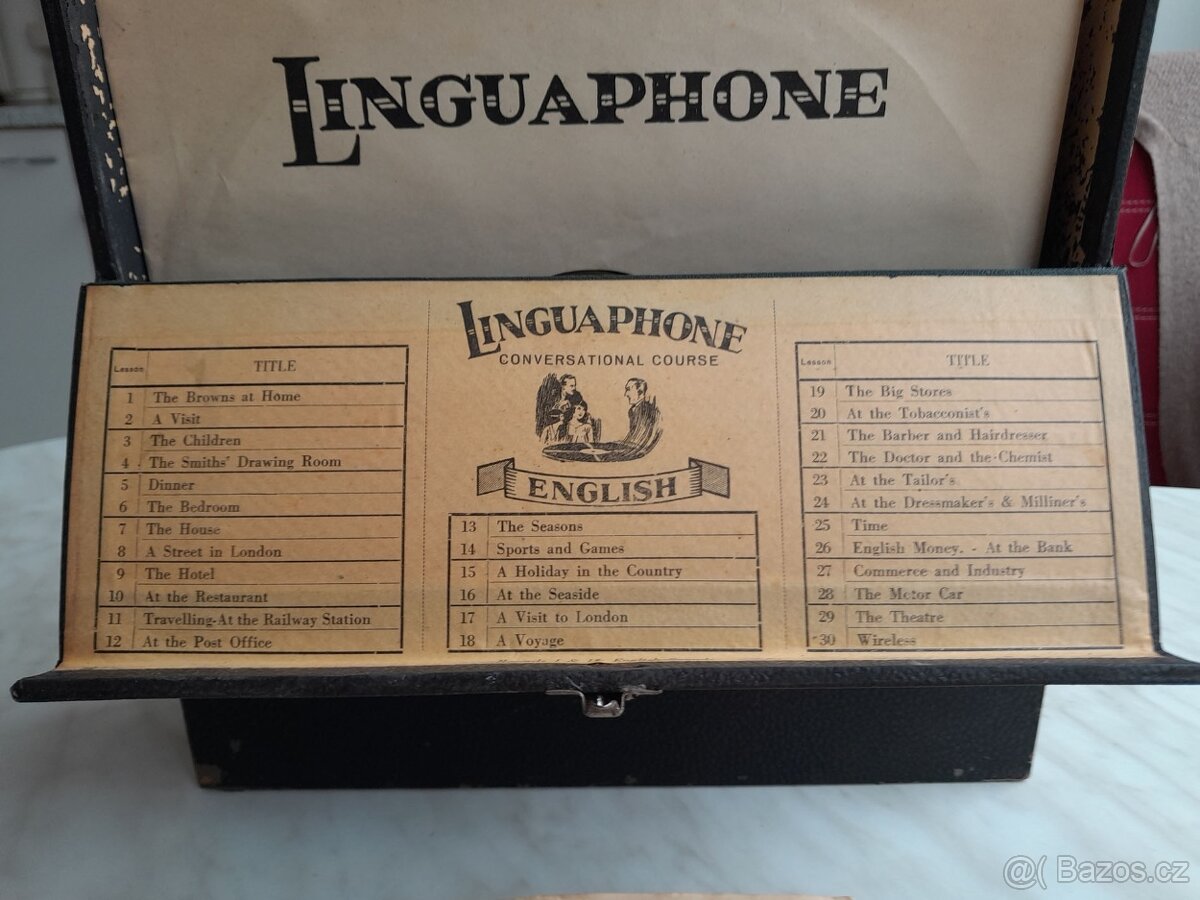 LINGUAPHONE
Lesson TITLE
1 The Browns at Home
2 A Visit
3 The Children
4 The Smiths' Drawing Room
5 Dinner
6 The Bedroom
7 The House
8 A Street in London
9 The Hotel
10 At the Restaurant
11 Travelling-At the Railway Station
12 At the Post Office
LINGUAPHONE
CONVERSATIONAL COURSE
ENGLISH
13 The Seasons
14 Sports and Games
15 A Holiday in the Country
16 At the Seaside
17 A Visit to London
18 A Voyage
Lesson TITLE
19 The Big Stores
20 At the Tobacconist's
21 The Barber and Hairdresser
22 The Doctor and the Chemist
23 At the Tailor's
24 At the Dressmaker's & Milliner's
25 Time
26 English Money. - At the Bank
27 Commerce and Industry
28 The Motor Car
29 The Theatre
30 Wireless
@( Bazos.cz